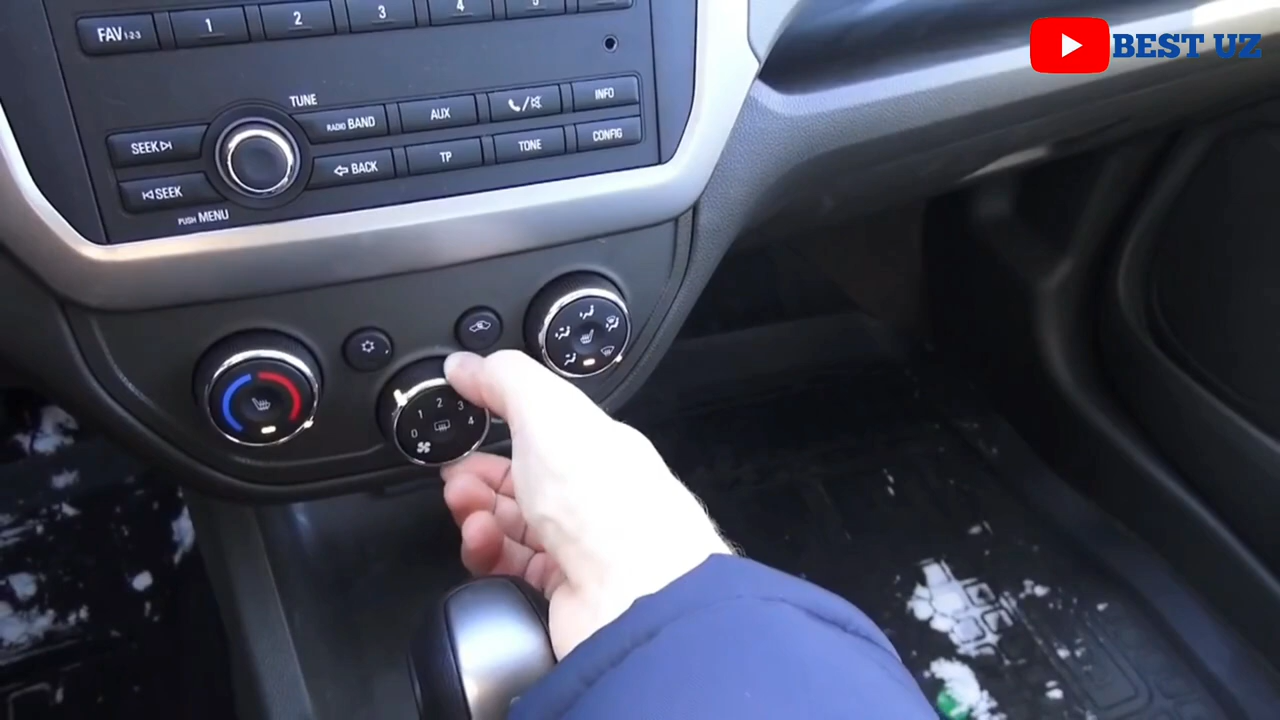 FAV 1-2-3
1
2
3
4
5
BEST UZ
TUNE
SEEK
RADIO BAND
AUX
INFO
SEEK
BACK
TP
TONE
CONFIG
PUSH MENU
0 1 2 3 4